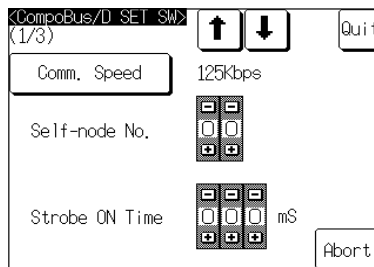 <CompoBus/D SET SW>
(1/3)
Quit
Comm. Speed
125Kbps
Self-node No.
00
Strobe ON Time
000 mS
Abort